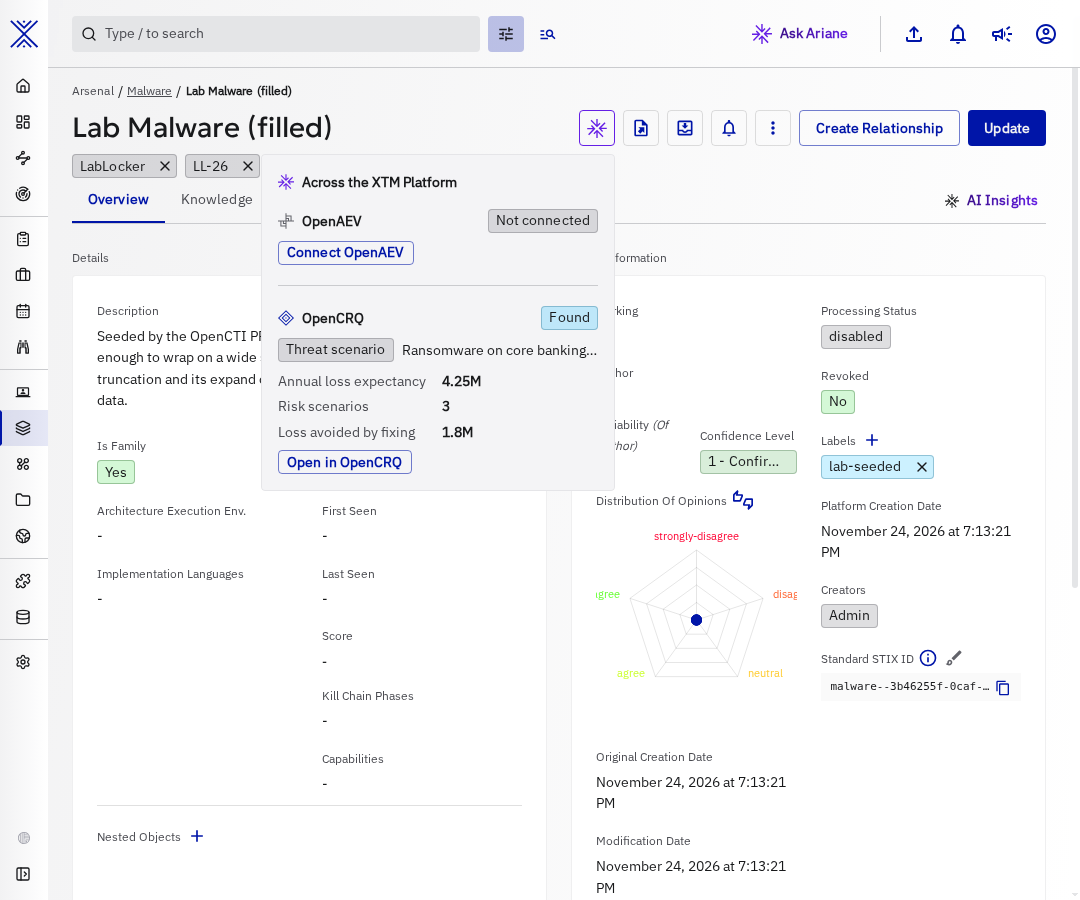 Type / to search
Ask Ariane
Arsenal / Malware / Lab Malware (filled)
Lab Malware (filled)
Create Relationship
Update
LabLocker
LL-26
Overview
Knowledge
AI Insights
Across the XTM Platform
OpenAEV
Not connected
Connect OpenAEV
OpenCRQ
Found
Threat scenario
Ransomware on core banking…
Annual loss expectancy
4.25M
Risk scenarios
3
Loss avoided by fixing
1.8M
Open in OpenCRQ
Details
Description
Seeded by the OpenCTI
enough to wrap on a wide
truncation and its expand
data.
Is Family
Yes
Architecture Execution Env.
-
Implementation Languages
-
First Seen
-
Last Seen
-
Score
-
Kill Chain Phases
-
Capabilities
-
Nested Objects
(Of
Confidence Level
1 - Confir…
Distribution Of Opinions
strongly-disagree
agree
neutral
Original Creation Date
November 24, 2026 at 7:13:21
PM
Modification Date
November 24, 2026 at 7:13:21
PM
Processing Status
disabled
Revoked
No
Labels
lab-seeded
Platform Creation Date
November 24, 2026 at 7:13:21
PM
Creators
Admin
Standard STIX ID
malware--3b46255f-0caf-…